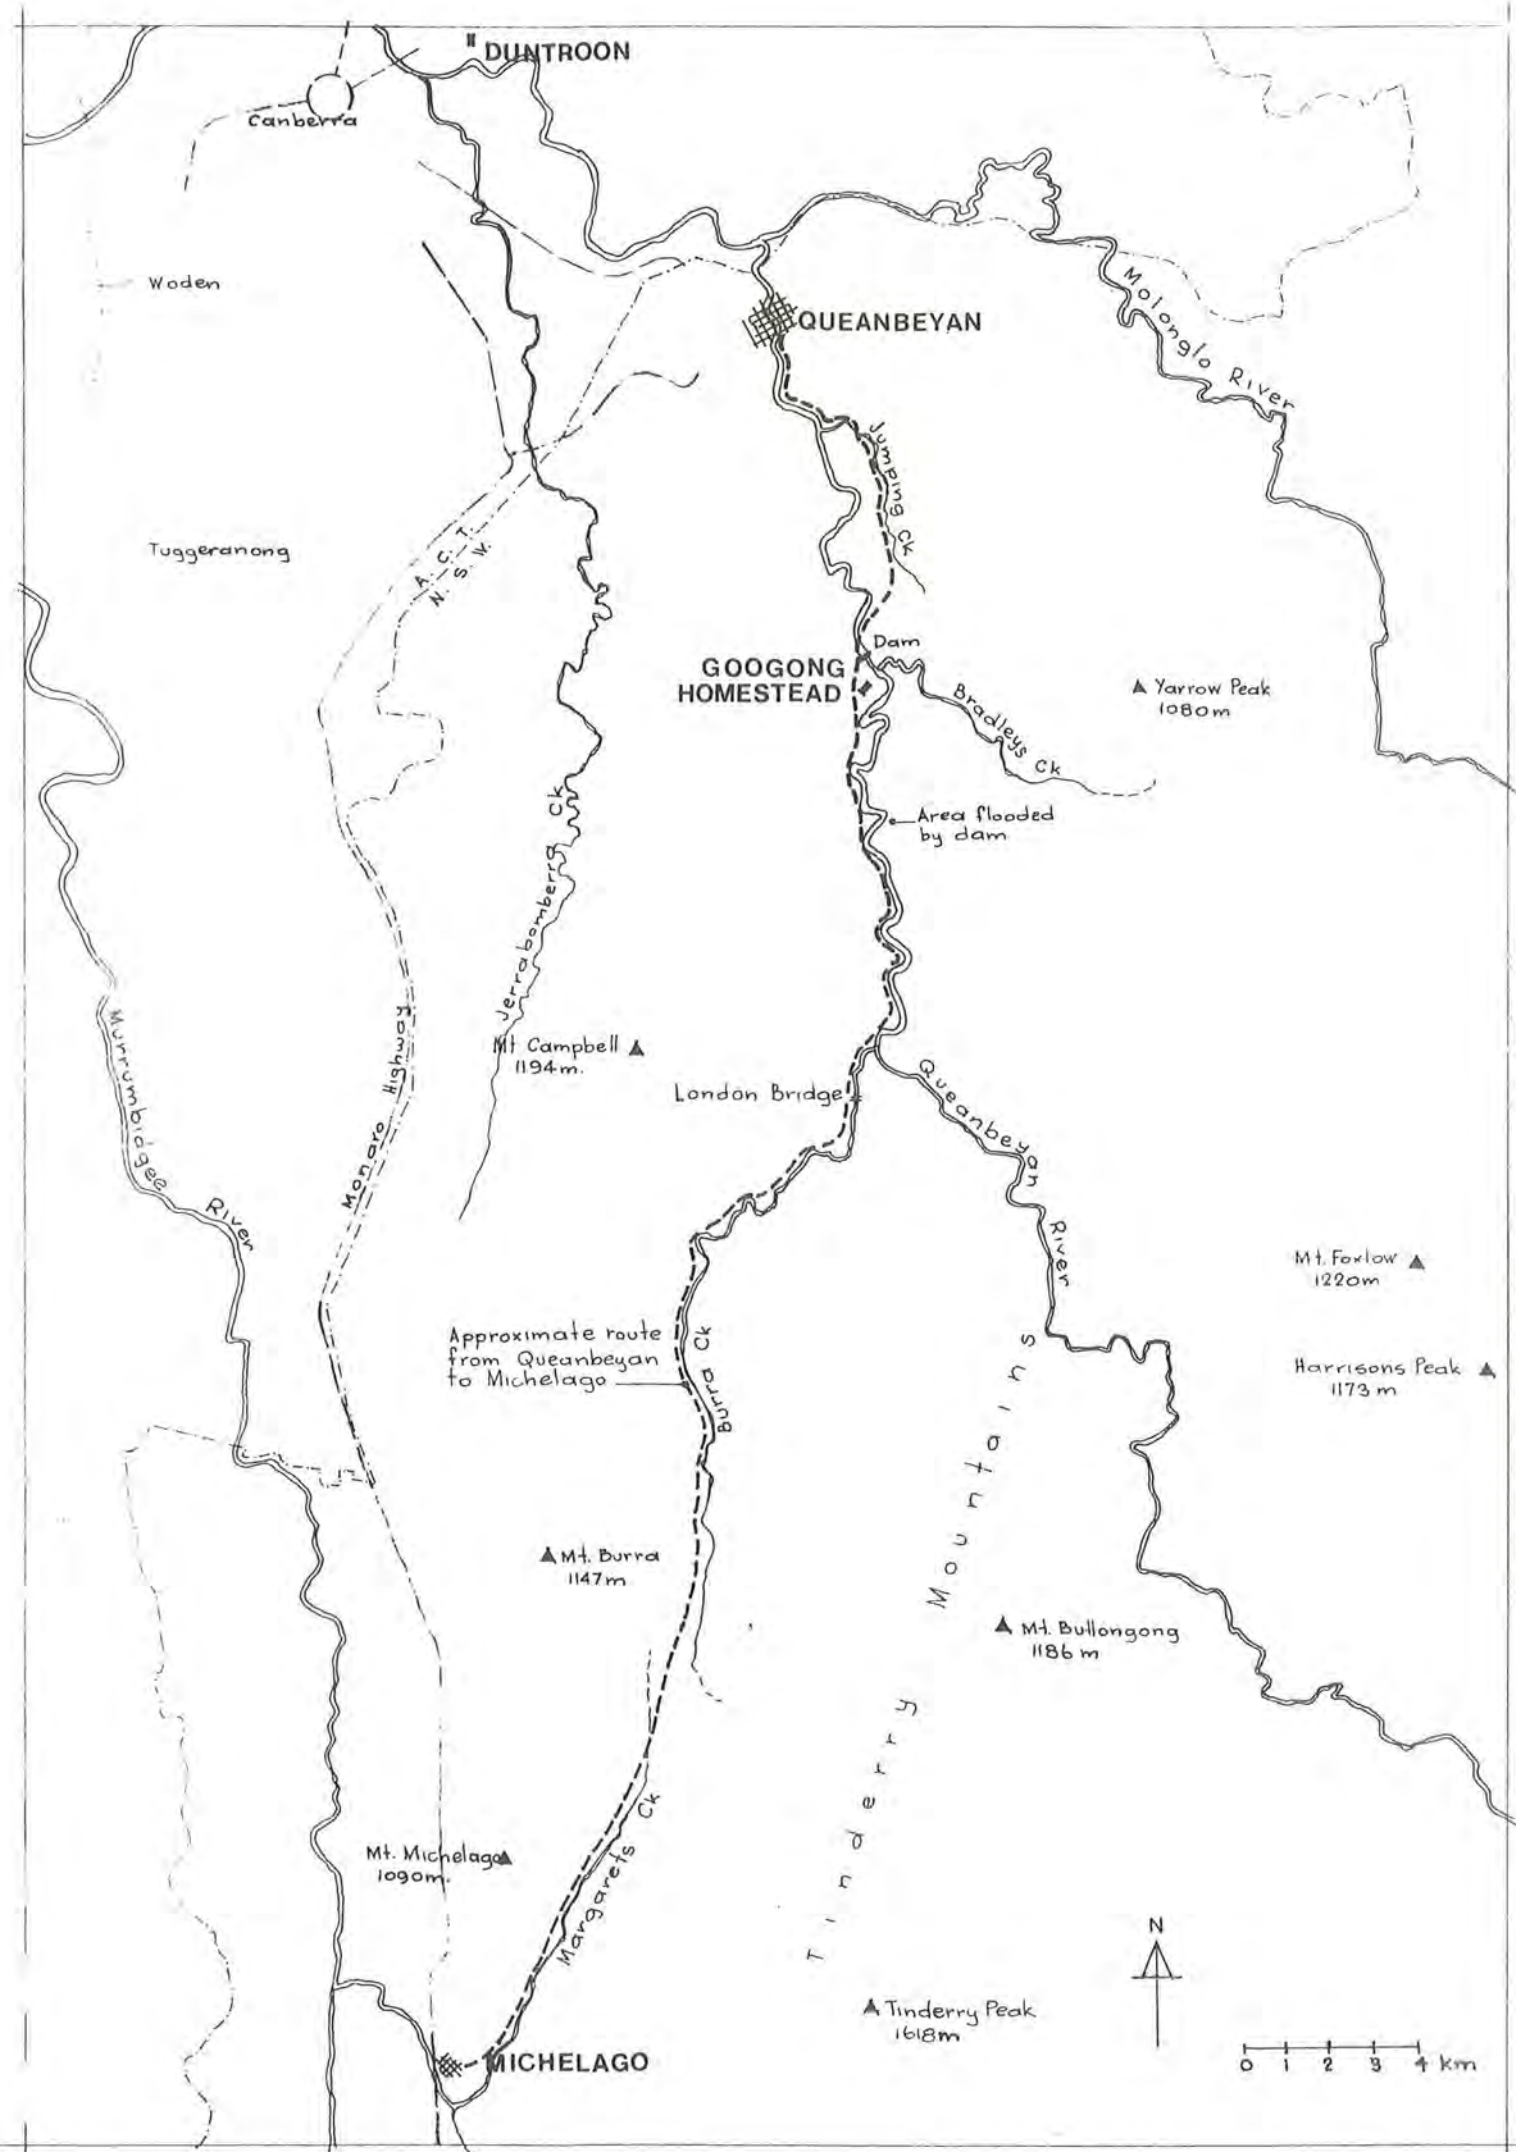 DUNTROON
Canberra
Woden
QUEANBEYAN
Molonglo River
Jumping Ck
Tuggeranong
A. C. T.
N. S. W.
Dam
GOOGONG
HOMESTEAD
Bradleys Ck
Yarrow Peak
1080m
Area flooded
by dam
Jerrabomberra Ck
Murrumbidgee River
Monaro Highway
Mt Campbell
1194m.
London Bridge
Queanbeyan River
Mt. Foxlow
1220m
Approximate route
from Queanbeyan
to Michelago
Burra Ck
Harrisons Peak
1173 m
Tinderry Mountains
Mt. Burra
1147m
Mt. Bullongong
1186 m
Mt. Michelago
1090m.
Margarets Ck
N
Tinderry Peak
1618m
MICHELAGO
0 1 2 3 4 km